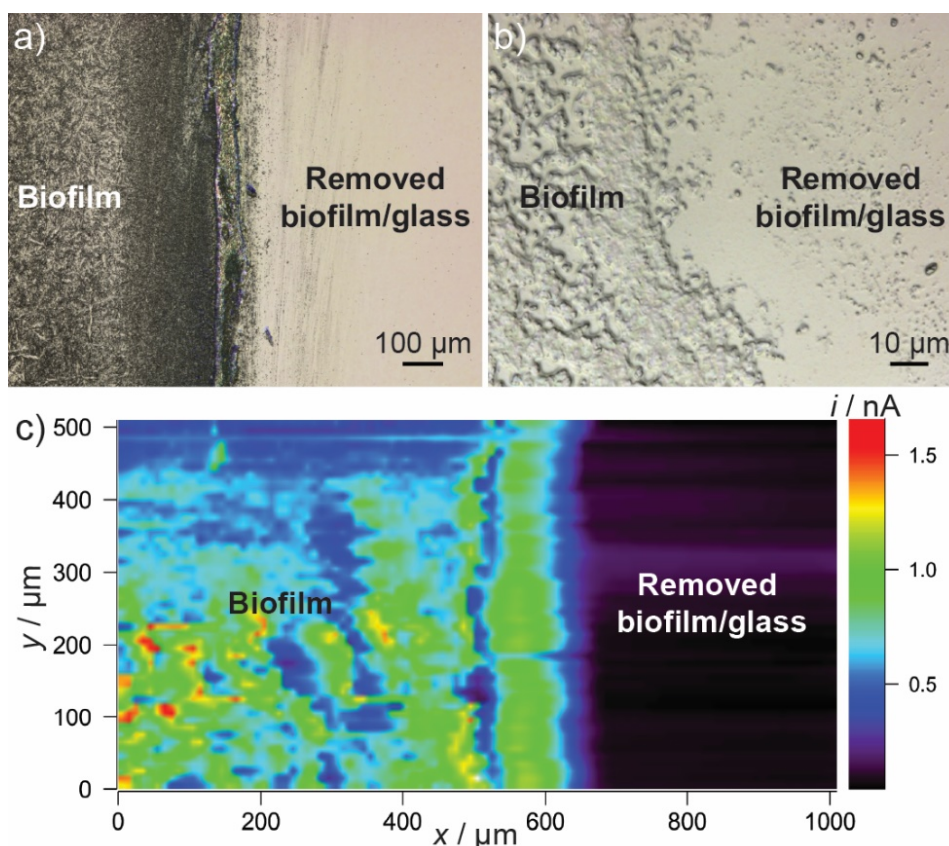 a)
Biofilm
Removed
biofilm/glass
100 μm
b)
Biofilm
Removed
biofilm/glass
10 μm
c)
i / nA
1.5
1.0
0.5
y / μm
500
400
300
200
100
0
Biofilm
Removed
biofilm/glass
0
200
400
600
800
1000
x / μm